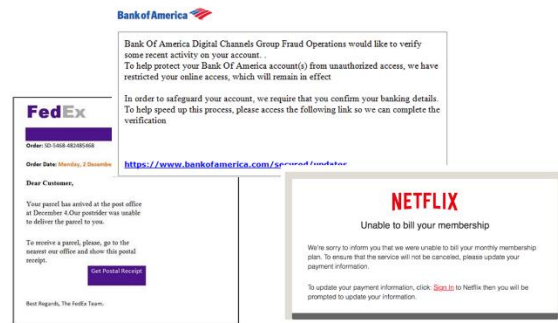 Bank of America
Bank Of America Digital Channels Group Fraud Operations would like to verify
some recent activity on your account. .
To help protect your Bank Of America account(s) from unauthorized access, we have
restricted your online access, which will remain in effect
In order to safeguard your account, we require that you confirm your banking details.
To help speed up this process, please access the following link so we can complete the
verification
https://www.bankofamerica.com/secured/updates
FedEx
Order: SD-5468-482485468
Order Date: Monday, 2 Decembe
Dear Customer,
Your parcel has arrived at the post office
at December 4.Our postrider was unable
to deliver the parcel to you.
To receive a parcel, please, go to the
nearest our office and show this postal
receipt.
Get Postal Receipt
Best Regards, The FedEx Team.
NETFLIX
Unable to bill your membership
We're sorry to inform you that we were unable to bill your monthly membership
plan. To ensure that the service will not be canceled, please update your
payment information.
To update your payment information, click: Sign In to Netflix then you will be
prompted to update your information.